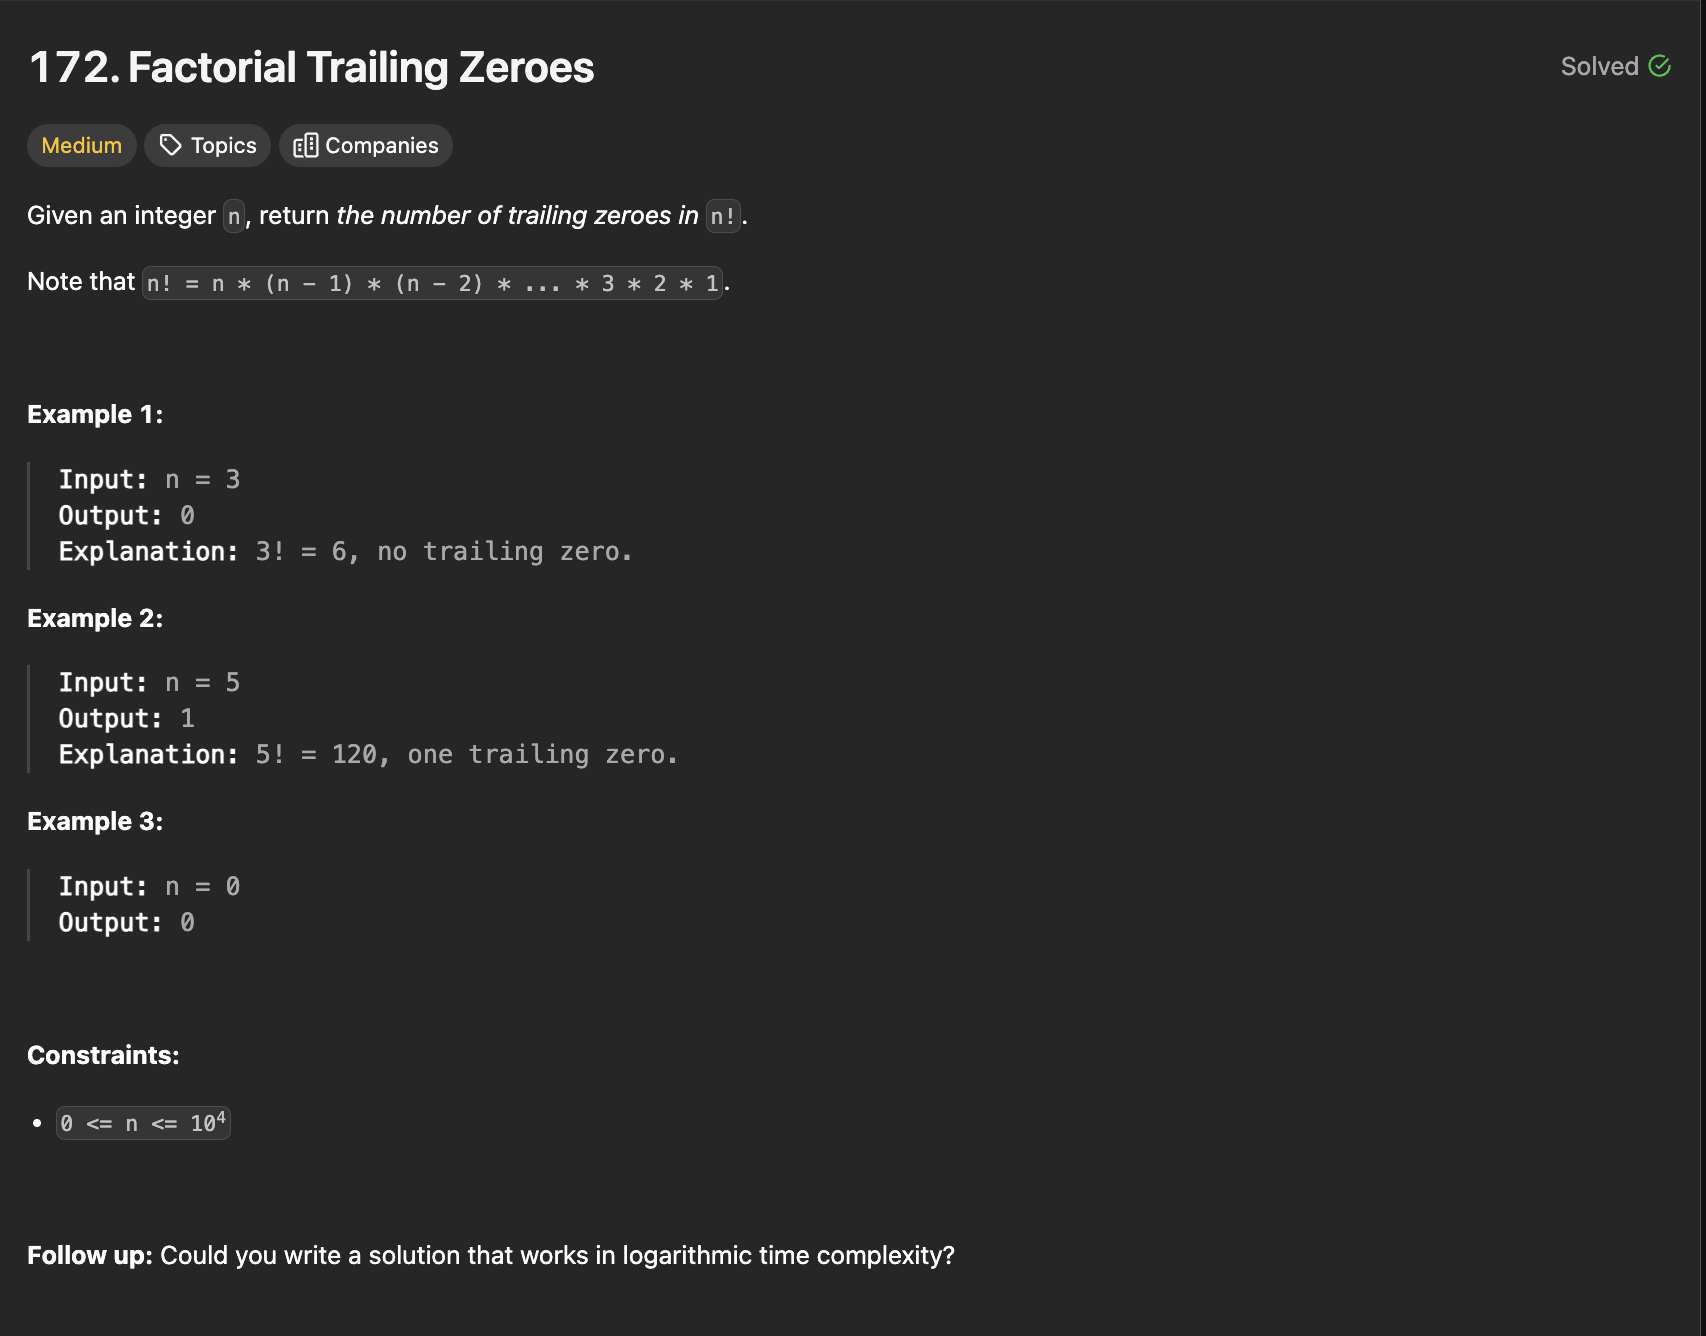 172. Factorial Trailing Zeroes
Solved
Medium
Topics
Companies
Given an integer n, return the number of trailing zeroes in n!.
Note that n! = n * (n - 1) * (n - 2) * ... * 3 * 2 * 1.
Example 1:
Input: n = 3
Output: 0
Explanation: 3! = 6, no trailing zero.
Example 2:
Input: n = 5
Output: 1
Explanation: 5! = 120, one trailing zero.
Example 3:
Input: n = 0
Output: 0
Constraints:
• 0 <= n <= 10⁴
Follow up: Could you write a solution that works in logarithmic time complexity?